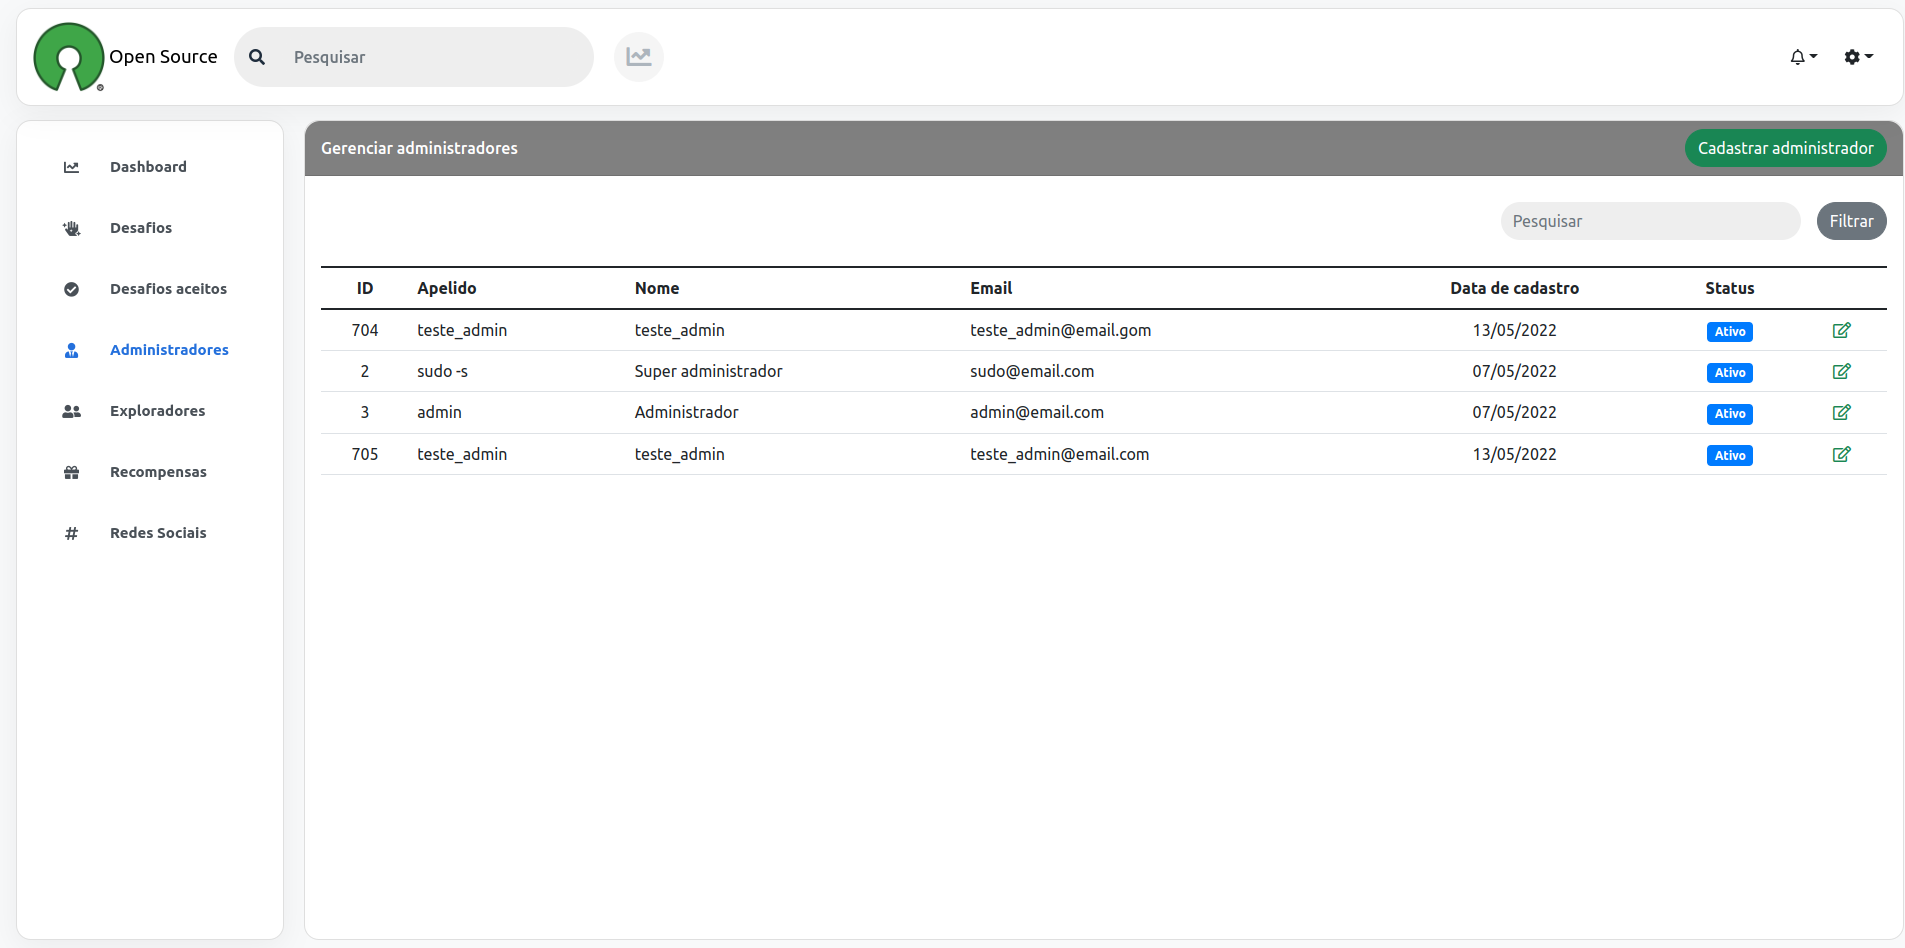 Open Source
Pesquisar
Dashboard
Desafios
Desafios aceitos
Administradores
Exploradores
Recompensas
Redes Sociais
Gerenciar administradores
Cadastrar administrador
Pesquisar
Filtrar
ID Apelido Nome Email Data de cadastro Status
704 teste_admin teste_admin teste_admin@email.gom 13/05/2022 Ativo
2 sudo -s Super administrador sudo@email.com 07/05/2022 Ativo
3 admin Administrador admin@email.com 07/05/2022 Ativo
705 teste_admin teste_admin teste_admin@email.com 13/05/2022 Ativo